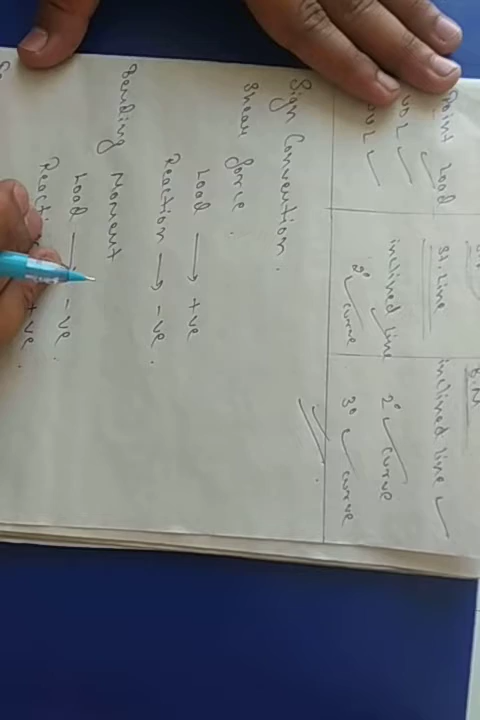 B.M
Point Load St. Line inclined line
UDL inclined line 2° curve
UVL 2° curve 3° curve
Sign Convention.
Shear force :
Load → +ve
Reaction → -ve.
Bending Moment
Load → -ve.
Reacti +ve.